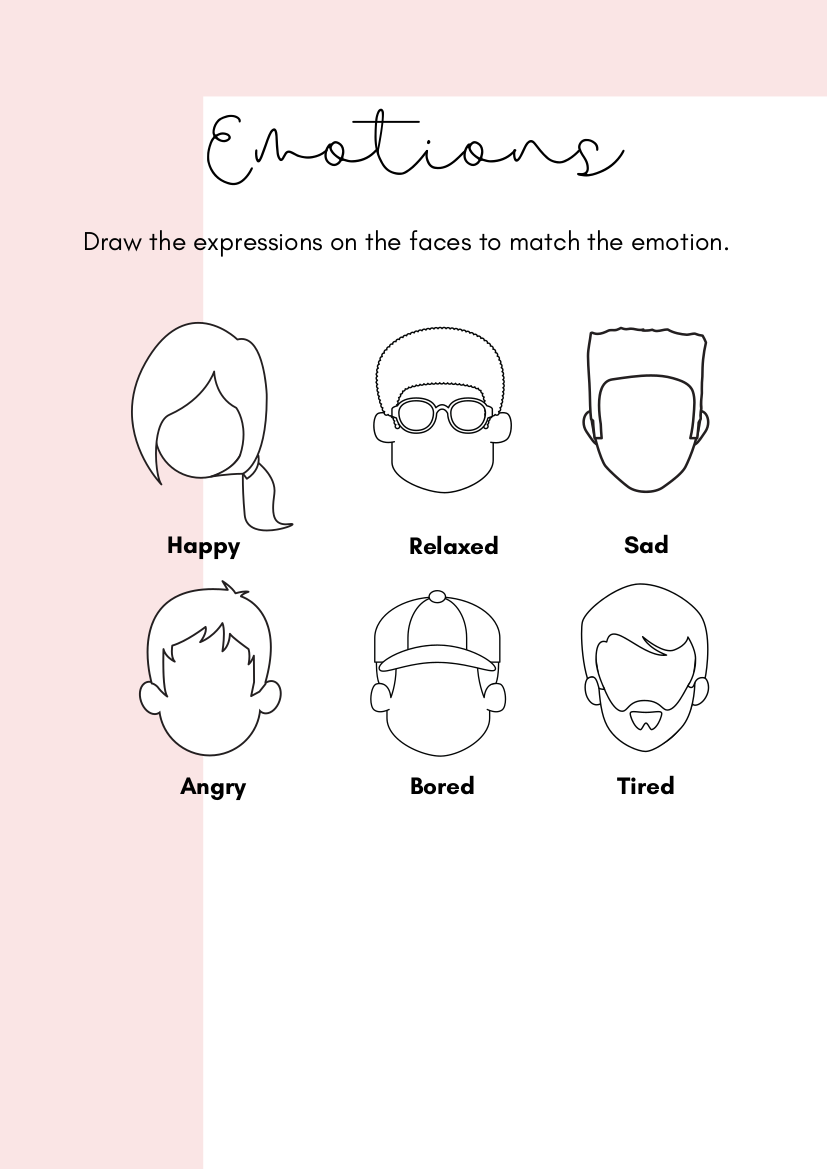 Emotions
Draw the expressions on the faces to match the emotion.
Happy
Relaxed
Sad
Angry
Bored
Tired